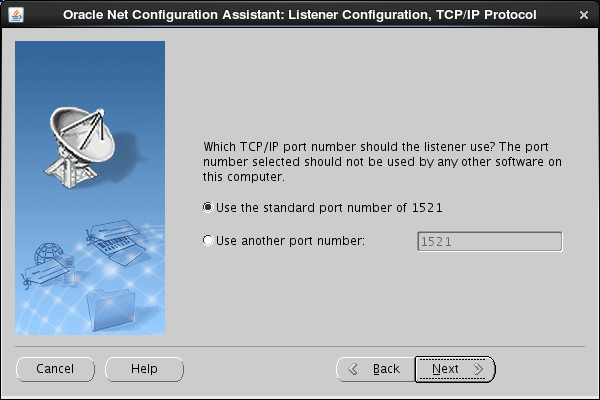 Oracle Net Configuration Assistant: Listener Configuration, TCP/IP Protocol
Which TCP/IP port number should the listener use? The port
number selected should not be used by any other software on
this computer.
Use the standard port number of 1521
Use another port number: 1521
Cancel Help Back Next